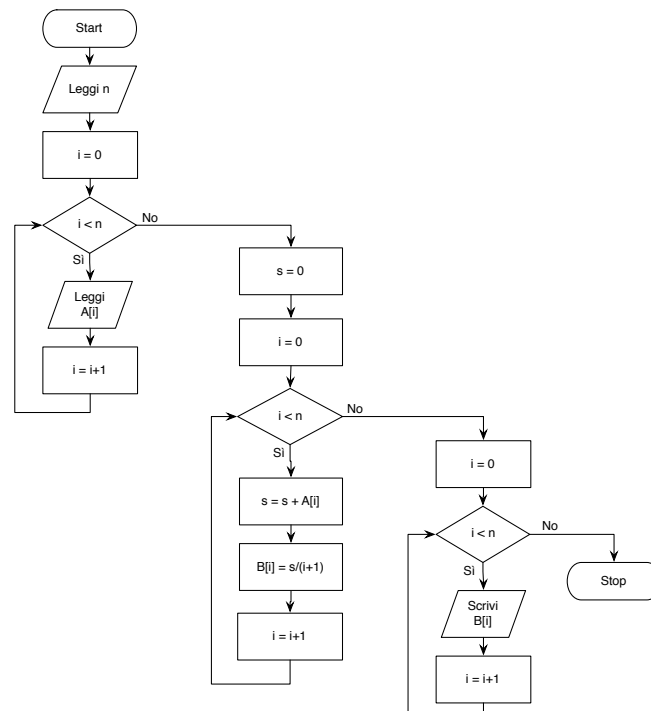 Start
Leggi n
i = 0
i < n
No
Sì
Leggi
A[i]
i = i+1
s = 0
i = 0
i < n
No
Sì
s = s + A[i]
B[i] = s/(i+1)
i = i+1
i = 0
i < n
No
Sì
Stop
Scrivi
B[i]
i = i+1